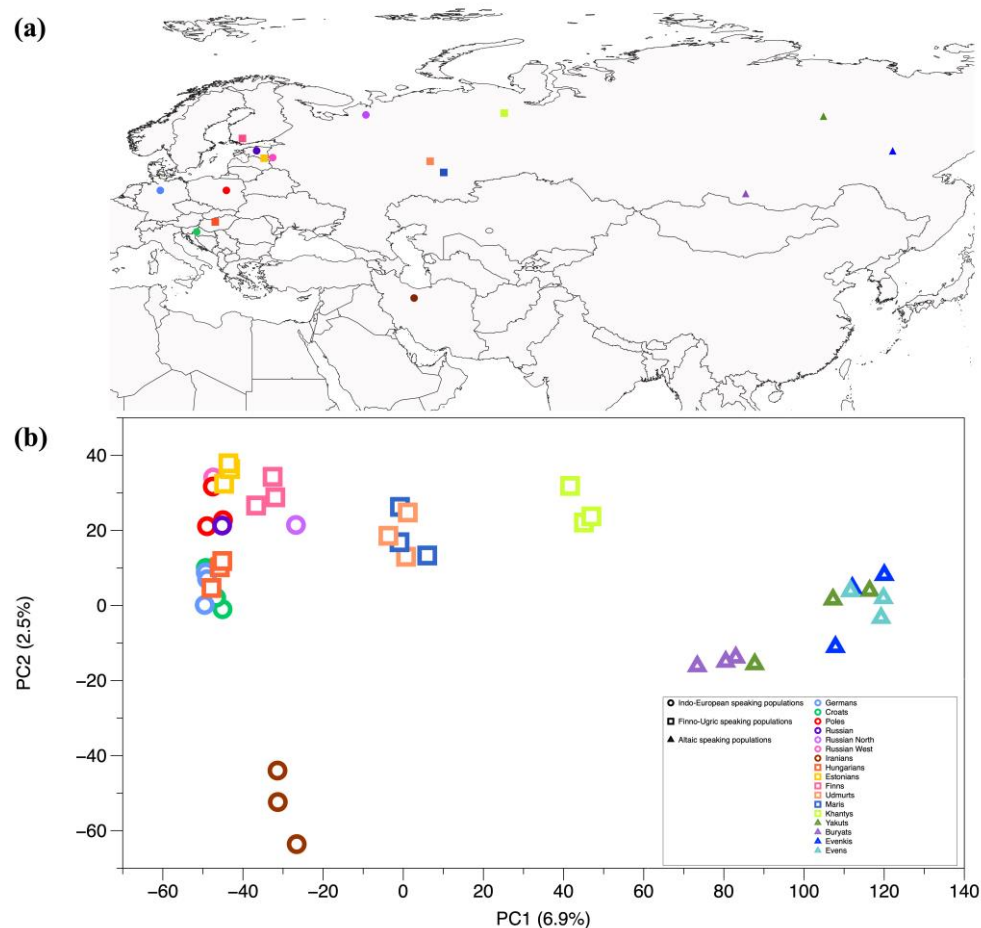 (a)
(b)
40
20
0
−20
−40
−60
PC2 (2.5%)
Indo-European speaking populations
Finno-Ugric speaking populations
Altaic speaking populations
Germans
Croats
Poles
Russian
Russian North
Russian West
Iranians
Hungarians
Estonians
Finns
Udmurts
Maris
Khantys
Yakuts
Buryats
Evenkis
Evens
−60 −40 −20 0 20 40 60 80 100 120 140
PC1 (6.9%)